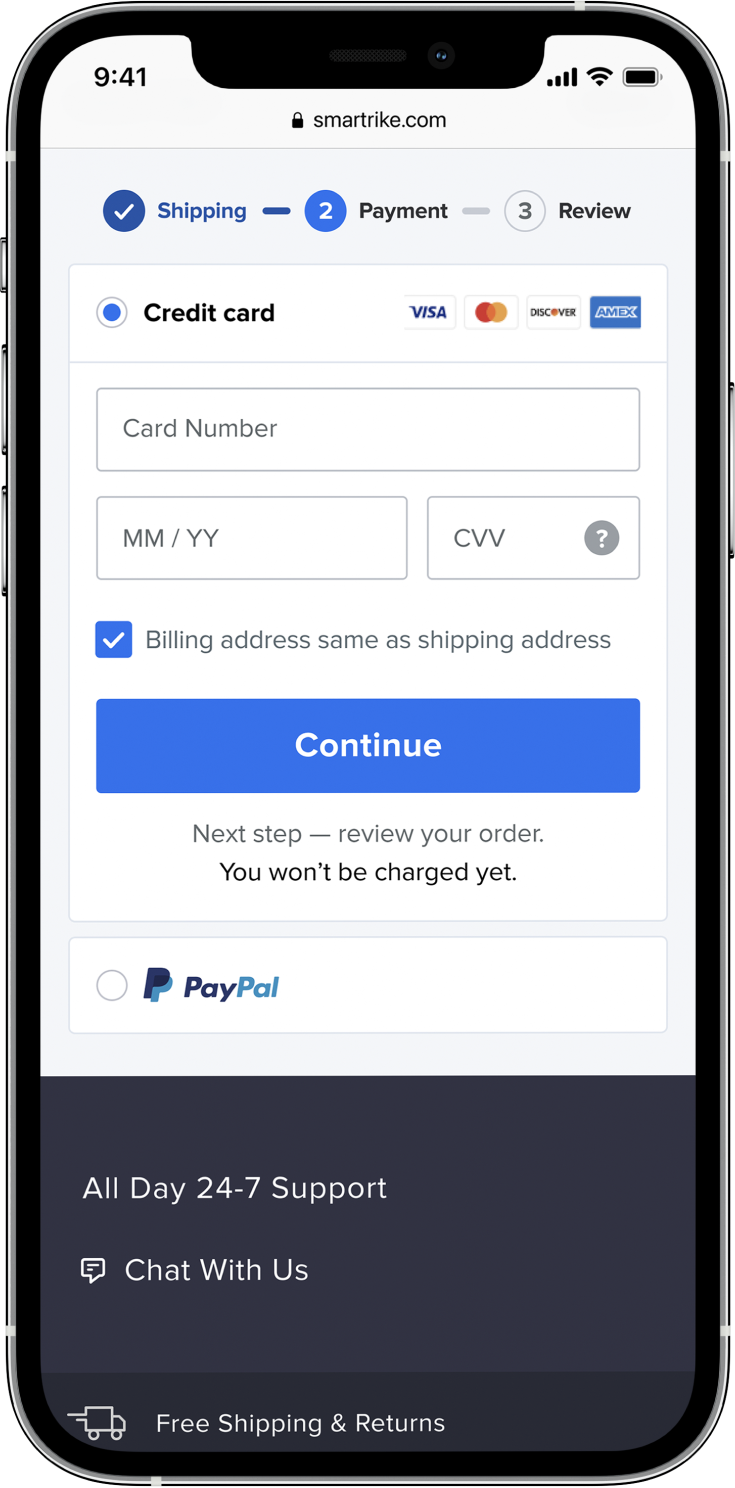 9:41
smartrike.com
Shipping 2 Payment 3 Review
Credit card VISA DISCOVER AMEX
Card Number
MM / YY CVV ?
Billing address same as shipping address
Continue
Next step — review your order.
You won't be charged yet.
PayPal
All Day 24-7 Support
Chat With Us
Free Shipping & Returns